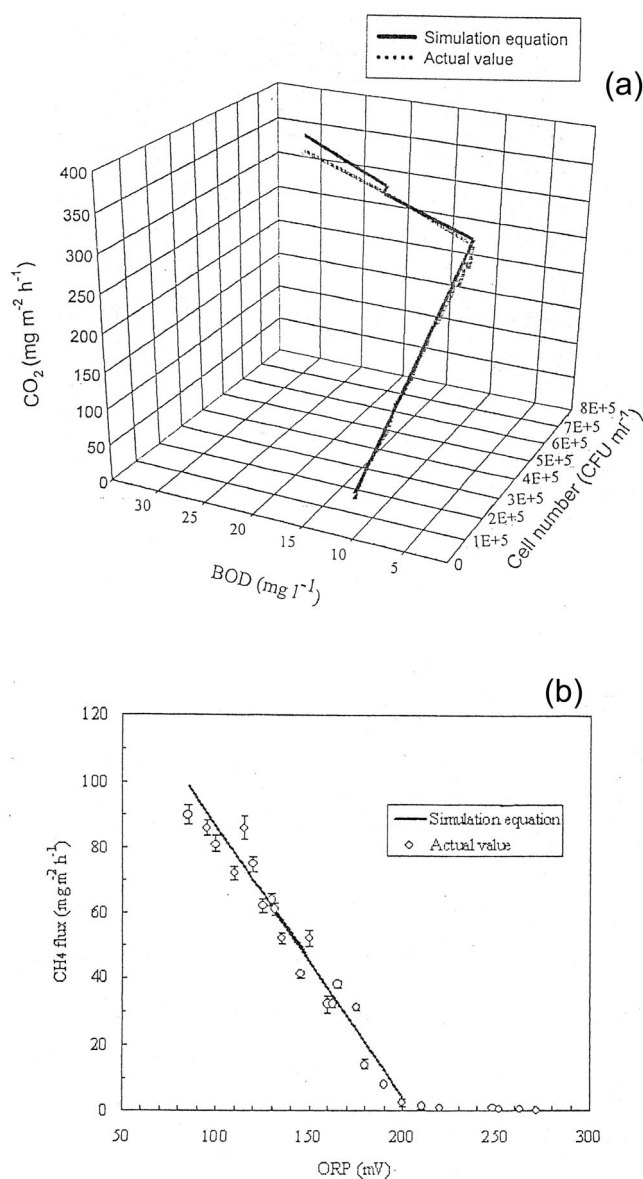 Simulation equation
Actual value
(a)
400
350
300
250
200
150
100
50
0
CO2 (mg m-2 h-1)
30
25
20
15
10
5
0
BOD (mg l-1)
8E+5
7E+5
6E+5
5E+5
4E+5
3E+5
2E+5
1E+5
Cell number (CFU ml-1)
(b)
120
100
80
60
40
20
0
CH4 flux (mg m-2 h-1)
Simulation equation
Actual value
50
100
150
200
250
300
ORP (mV)